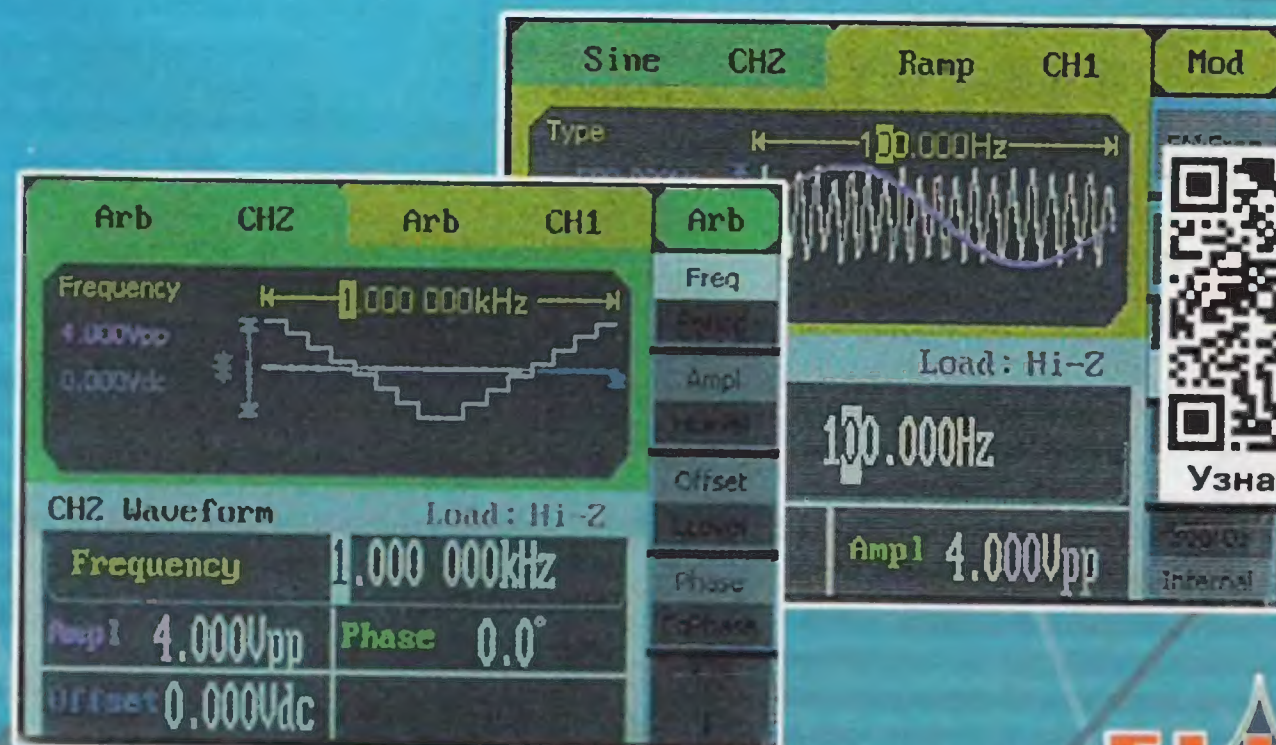 Sine CH2 Ramp CH1 Mod
Type
100.000Hz
Load: Hi-Z
100.000Hz
Ampl 4.000Vpp
Internal
Узна
Arb CH2 Arb CH1 Arb
Frequency
1.000 000kHz
4.000Vpp
0.000Vdc
Freq
Ampl
Offset
Phase
CH2 Waveform Load: Hi-Z
Frequency 1.000 000kHz
Ampl 4.000Vpp Phase 0.0°
Offset 0.000Vdc